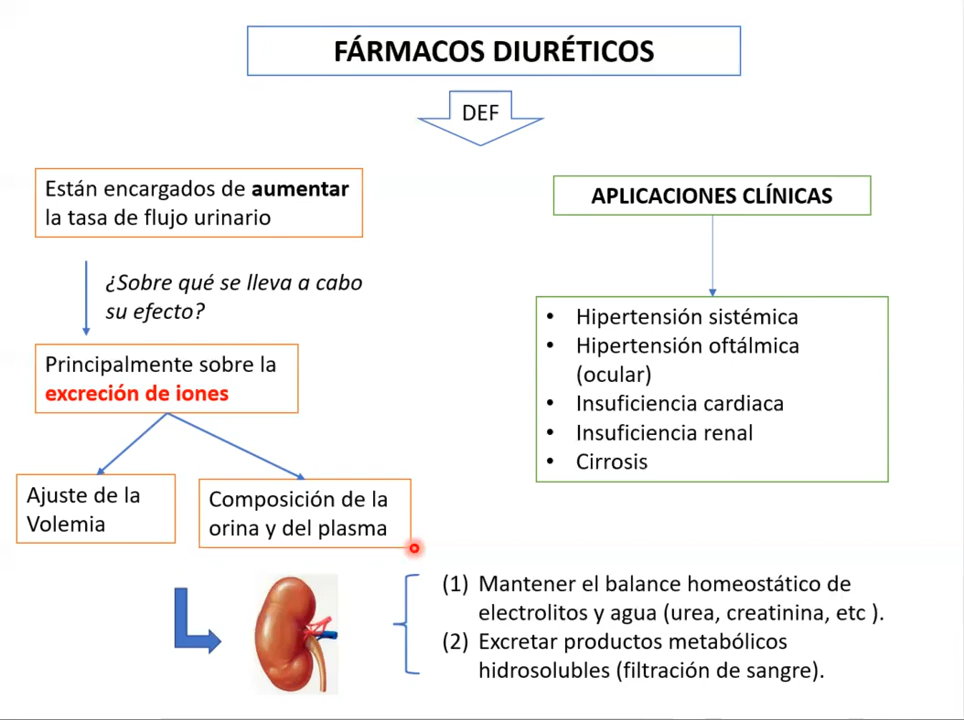 FÁRMACOS DIURÉTICOS
DEF
Están encargados de aumentar
la tasa de flujo urinario
¿Sobre qué se lleva a cabo
su efecto?
Principalmente sobre la
excreción de iones
Ajuste de la
Volemia
Composición de la
orina y del plasma
APLICACIONES CLÍNICAS
• Hipertensión sistémica
• Hipertensión oftálmica
(ocular)
• Insuficiencia cardiaca
• Insuficiencia renal
• Cirrosis
(1) Mantener el balance homeostático de
electrolitos y agua (urea, creatinina, etc ).
(2) Excretar productos metabólicos
hidrosolubles (filtración de sangre).